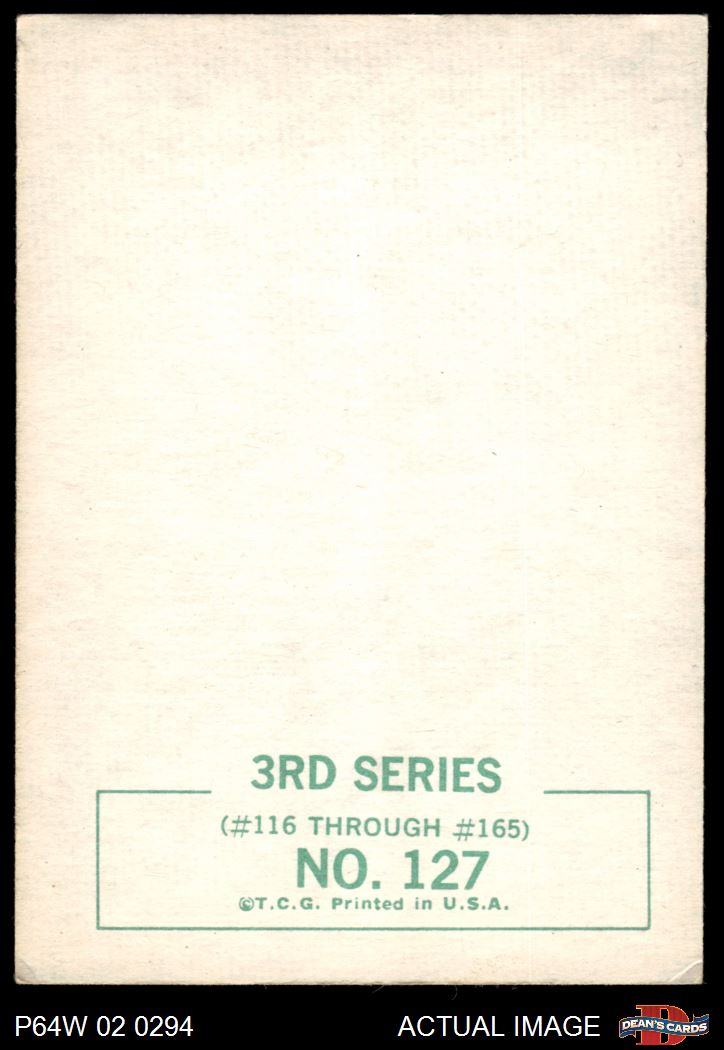 3RD SERIES
(#116 THROUGH #165)
NO. 127
©T.C.G. Printed in U.S.A.
P64W 02 0294
ACTUAL IMAGE
D
DEAN'S CARDS